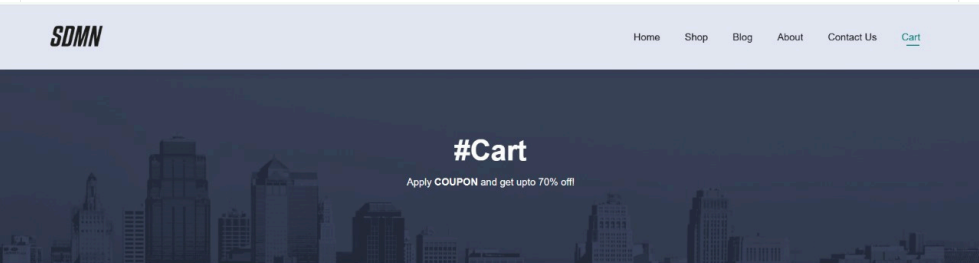 SDMN
Home Shop Blog About Contact Us Cart
#Cart
Apply COUPON and get upto 70% off!